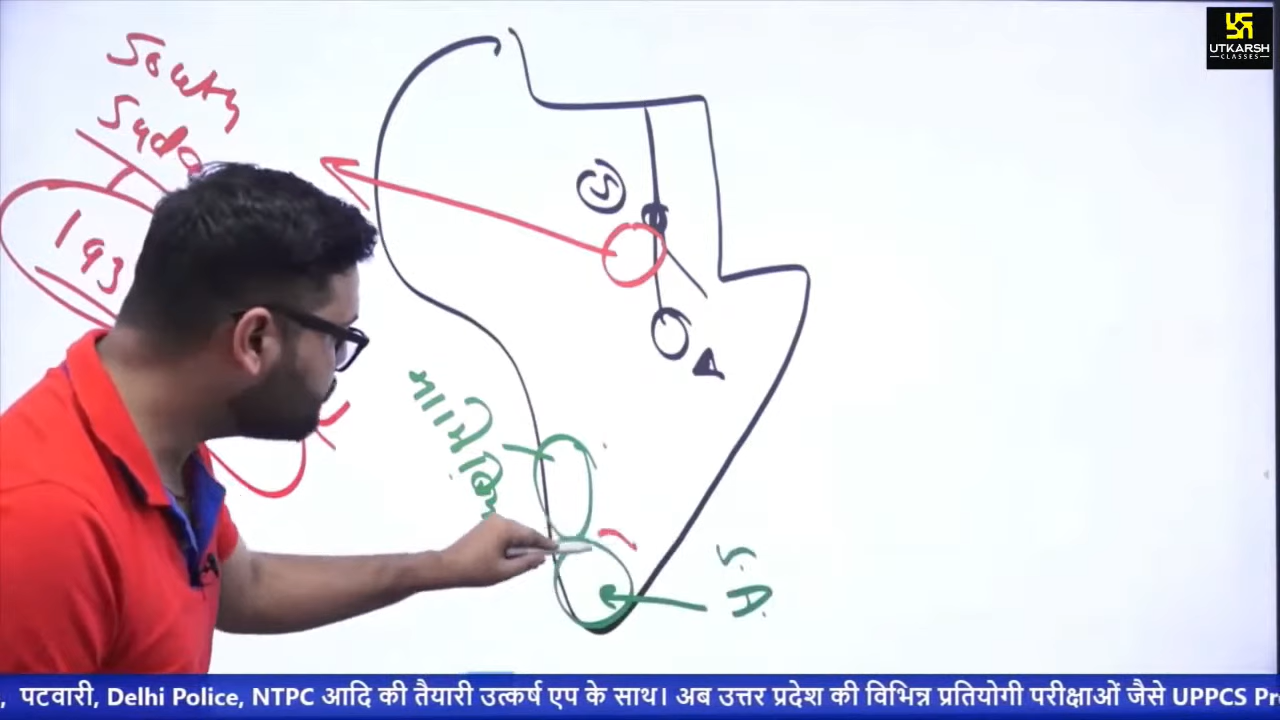 UTKARSH
CLASSES
South
Suda
193
S
A
S.A.
, पटवारी, Delhi Police, NTPC आदि की तैयारी उत्कर्ष एप के साथ। अब उत्तर प्रदेश की विभिन्न प्रतियोगी परीक्षाओं जैसे UPPCS Pr